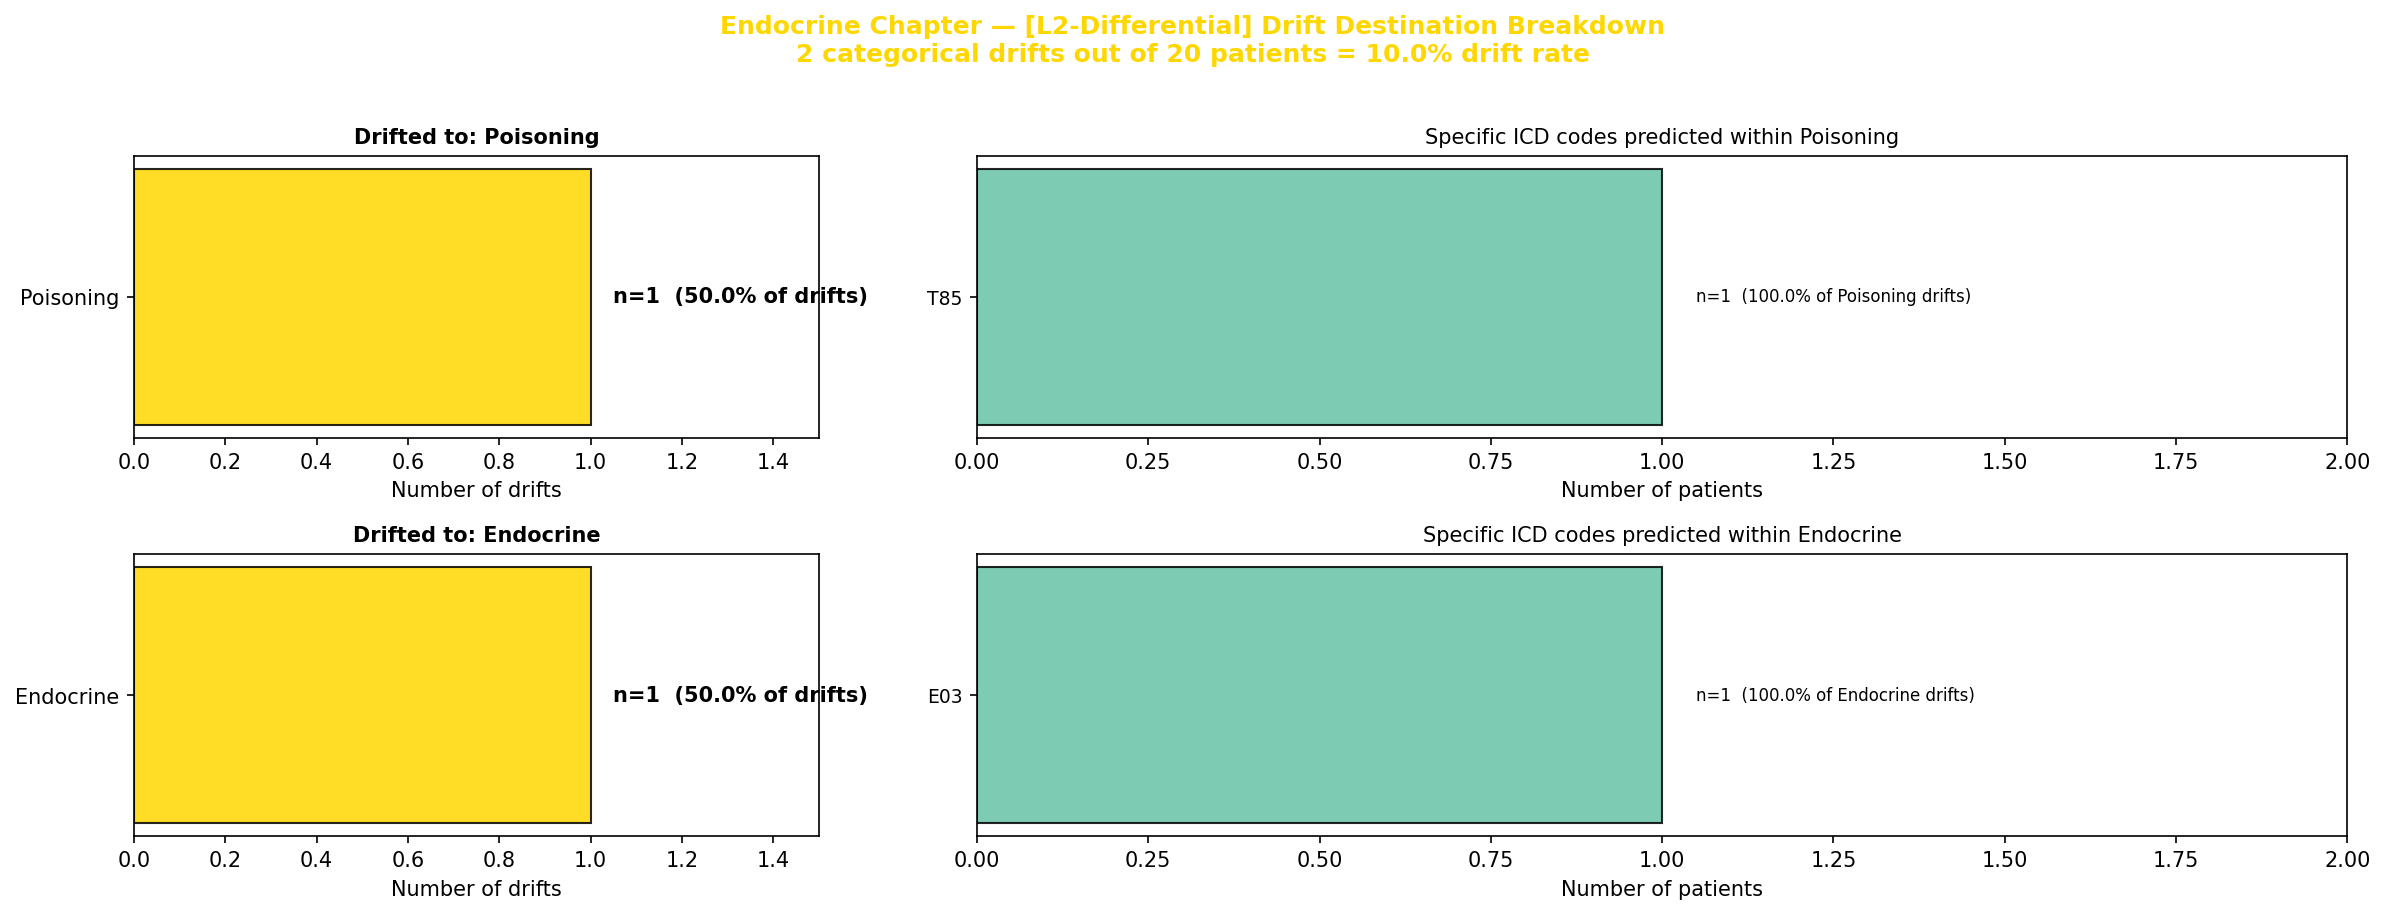 Endocrine Chapter — [L2-Differential] Drift Destination Breakdown
2 categorical drifts out of 20 patients = 10.0% drift rate
Drifted to: Poisoning
Poisoning
n=1  (50.0% of drifts)
0.0 0.2 0.4 0.6 0.8 1.0 1.2 1.4
Number of drifts
Specific ICD codes predicted within Poisoning
T85
n=1  (100.0% of Poisoning drifts)
0.00 0.25 0.50 0.75 1.00 1.25 1.50 1.75 2.00
Number of patients
Drifted to: Endocrine
Endocrine
n=1  (50.0% of drifts)
0.0 0.2 0.4 0.6 0.8 1.0 1.2 1.4
Number of drifts
Specific ICD codes predicted within Endocrine
E03
n=1  (100.0% of Endocrine drifts)
0.00 0.25 0.50 0.75 1.00 1.25 1.50 1.75 2.00
Number of patients